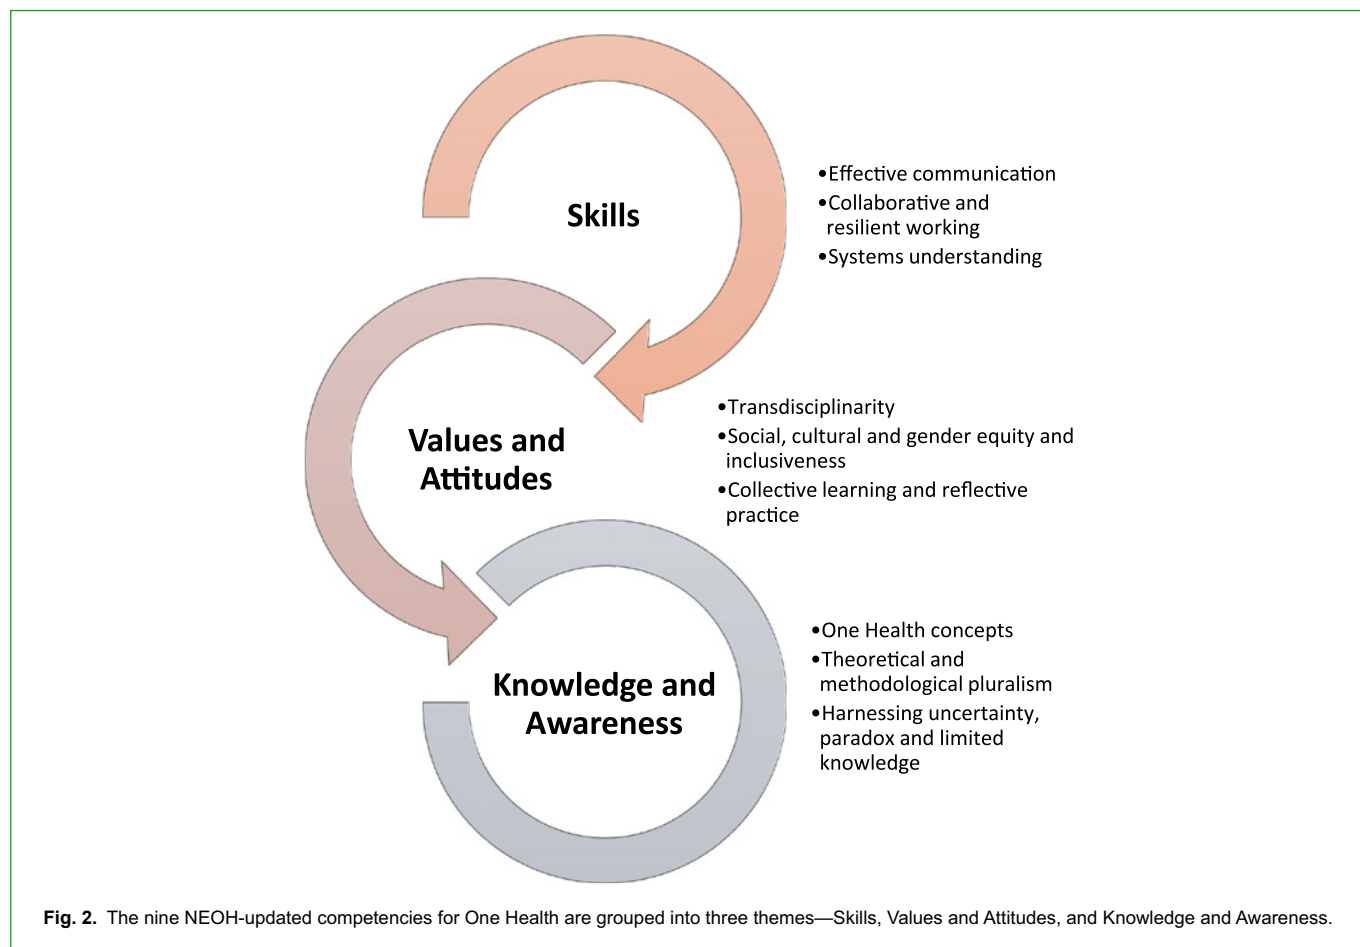 Skills
•Effective communication
•Collaborative and
resilient working
•Systems understanding
Values and
Attitudes
•Transdisciplinarity
•Social, cultural and gender equity and
inclusiveness
•Collective learning and reflective
practice
Knowledge and
Awareness
•One Health concepts
•Theoretical and
methodological pluralism
•Harnessing uncertainty,
paradox and limited
knowledge
Fig. 2. The nine NEOH-updated competencies for One Health are grouped into three themes—Skills, Values and Attitudes, and Knowledge and Awareness.